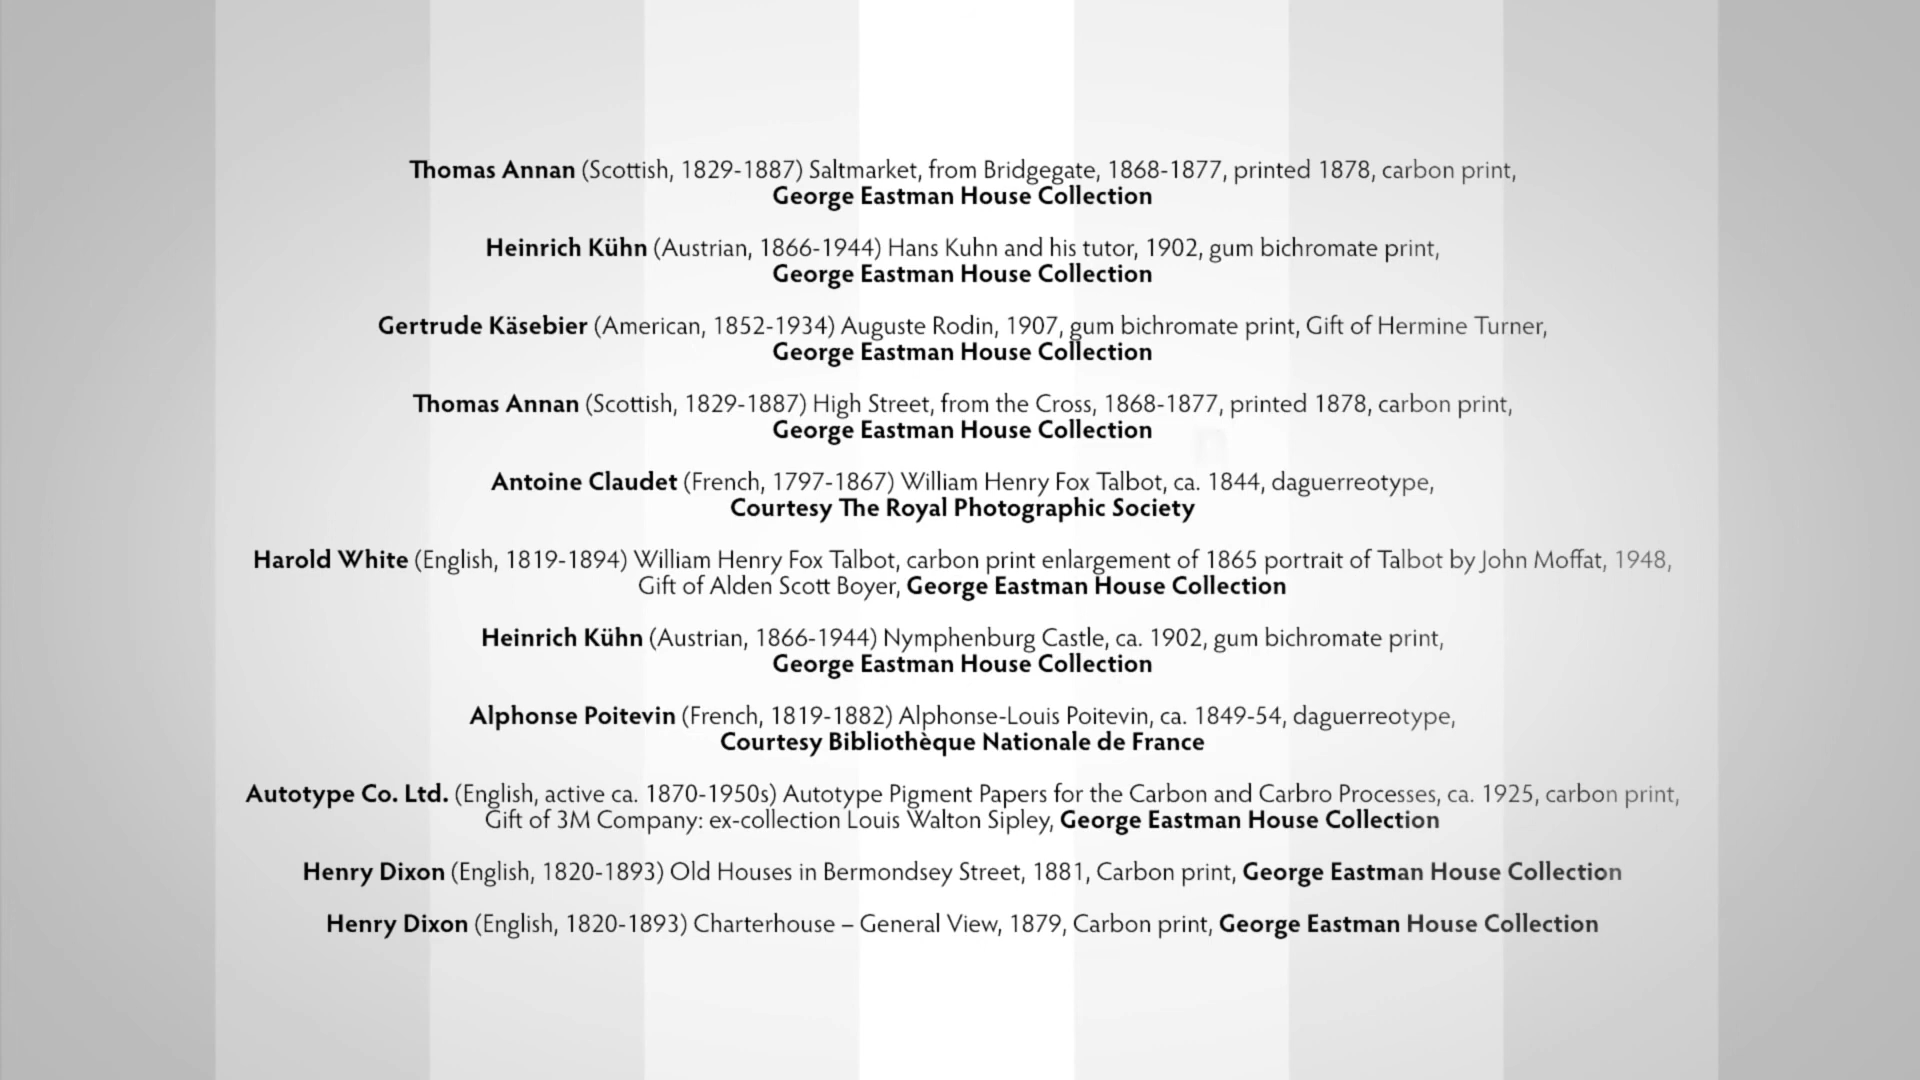 Thomas Annan (Scottish, 1829-1887) Saltmarket, from Bridgegate, 1868-1877, printed 1878, carbon print,
George Eastman House Collection
Heinrich Kühn (Austrian, 1866-1944) Hans Kuhn and his tutor, 1902, gum bichromate print,
George Eastman House Collection
Gertrude Käsebier (American, 1852-1934) Auguste Rodin, 1907, gum bichromate print, Gift of Hermine Turner,
George Eastman House Collection
Thomas Annan (Scottish, 1829-1887) High Street, from the Cross, 1868-1877, printed 1878, carbon print,
George Eastman House Collection
Antoine Claudet (French, 1797-1867) William Henry Fox Talbot, ca. 1844, daguerreotype,
Courtesy The Royal Photographic Society
Harold White (English, 1819-1894) William Henry Fox Talbot, carbon print enlargement of 1865 portrait of Talbot by John Moffat, 1948,
Gift of Alden Scott Boyer, George Eastman House Collection
Heinrich Kühn (Austrian, 1866-1944) Nymphenburg Castle, ca. 1902, gum bichromate print,
George Eastman House Collection
Alphonse Poitevin (French, 1819-1882) Alphonse-Louis Poitevin, ca. 1849-54, daguerreotype,
Courtesy Bibliothèque Nationale de France
Autotype Co. Ltd. (English, active ca. 1870-1950s) Autotype Pigment Papers for the Carbon and Carbro Processes, ca. 1925, carbon print,
Gift of 3M Company: ex-collection Louis Walton Sipley, George Eastman House Collection
Henry Dixon (English, 1820-1893) Old Houses in Bermondsey Street, 1881, Carbon print, George Eastman House Collection
Henry Dixon (English, 1820-1893) Charterhouse – General View, 1879, Carbon print, George Eastman House Collection